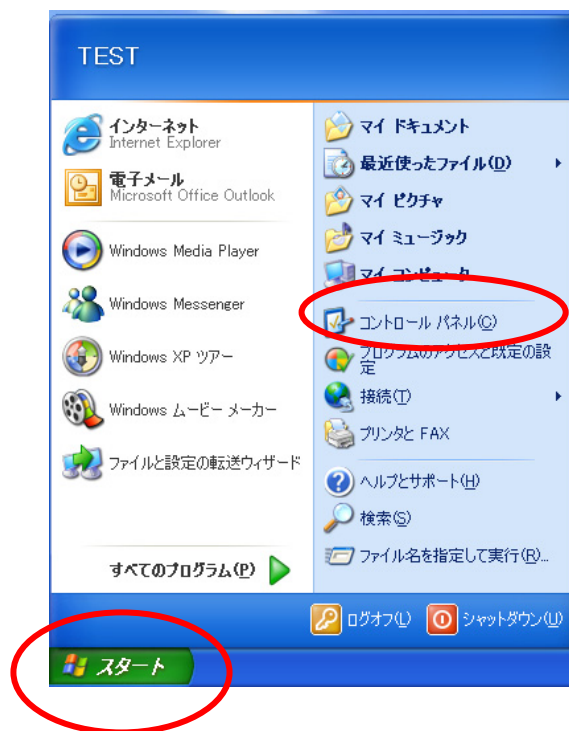 TEST
インターネット
Internet Explorer
電子メール
Microsoft Office Outlook
Windows Media Player
Windows Messenger
Windows XP ツアー
Windows ムービー メーカー
ファイルと設定の転送ウィザード
すべてのプログラム(P)
マイ ドキュメント
最近使ったファイル(D)
マイ ピクチャ
マイ ミュージック
マイ コンピュータ
コントロール パネル(C)
プログラムのアクセスと既定の設
定
接続(T)
プリンタと FAX
ヘルプとサポート(H)
検索(S)
ファイル名を指定して実行(R)...
ログオフ(L)
シャットダウン(U)
スタート